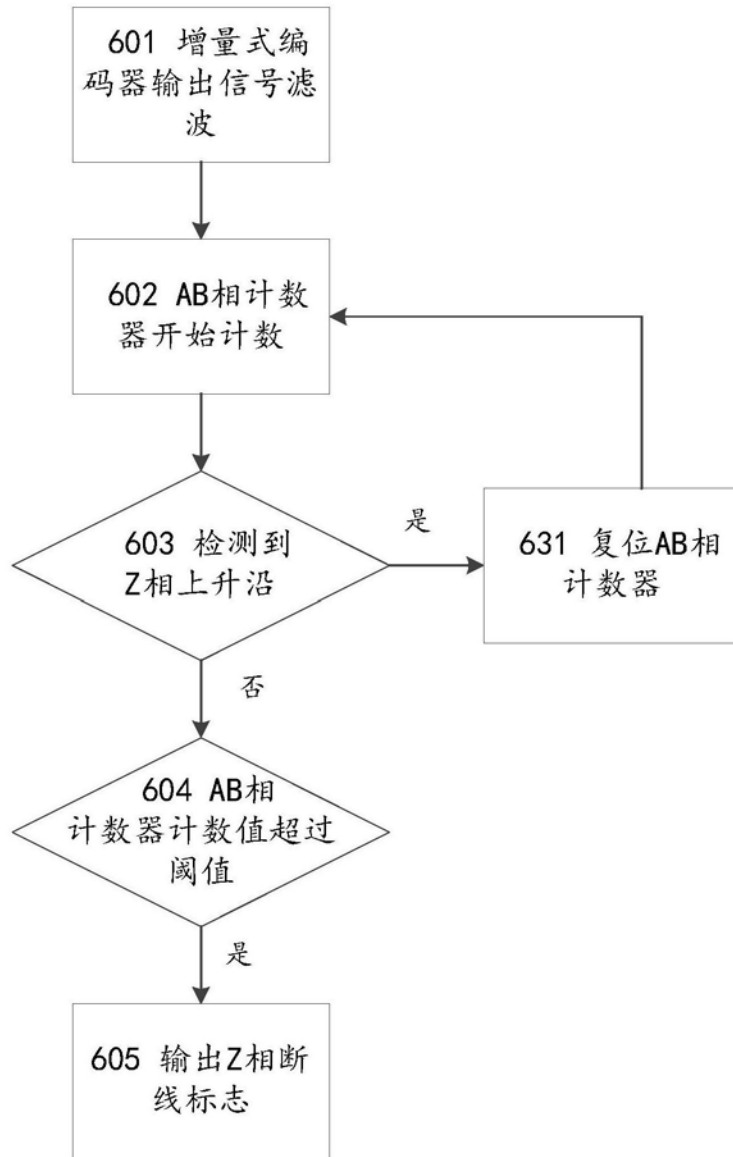 601 增量式编
码器输出信号滤
波
602 AB相计数
器开始计数
603 检测到
Z相上升沿
是
631 复位AB相
计数器
否
604 AB相
计数器计数值超过
阈值
是
605 输出Z相断
线标志